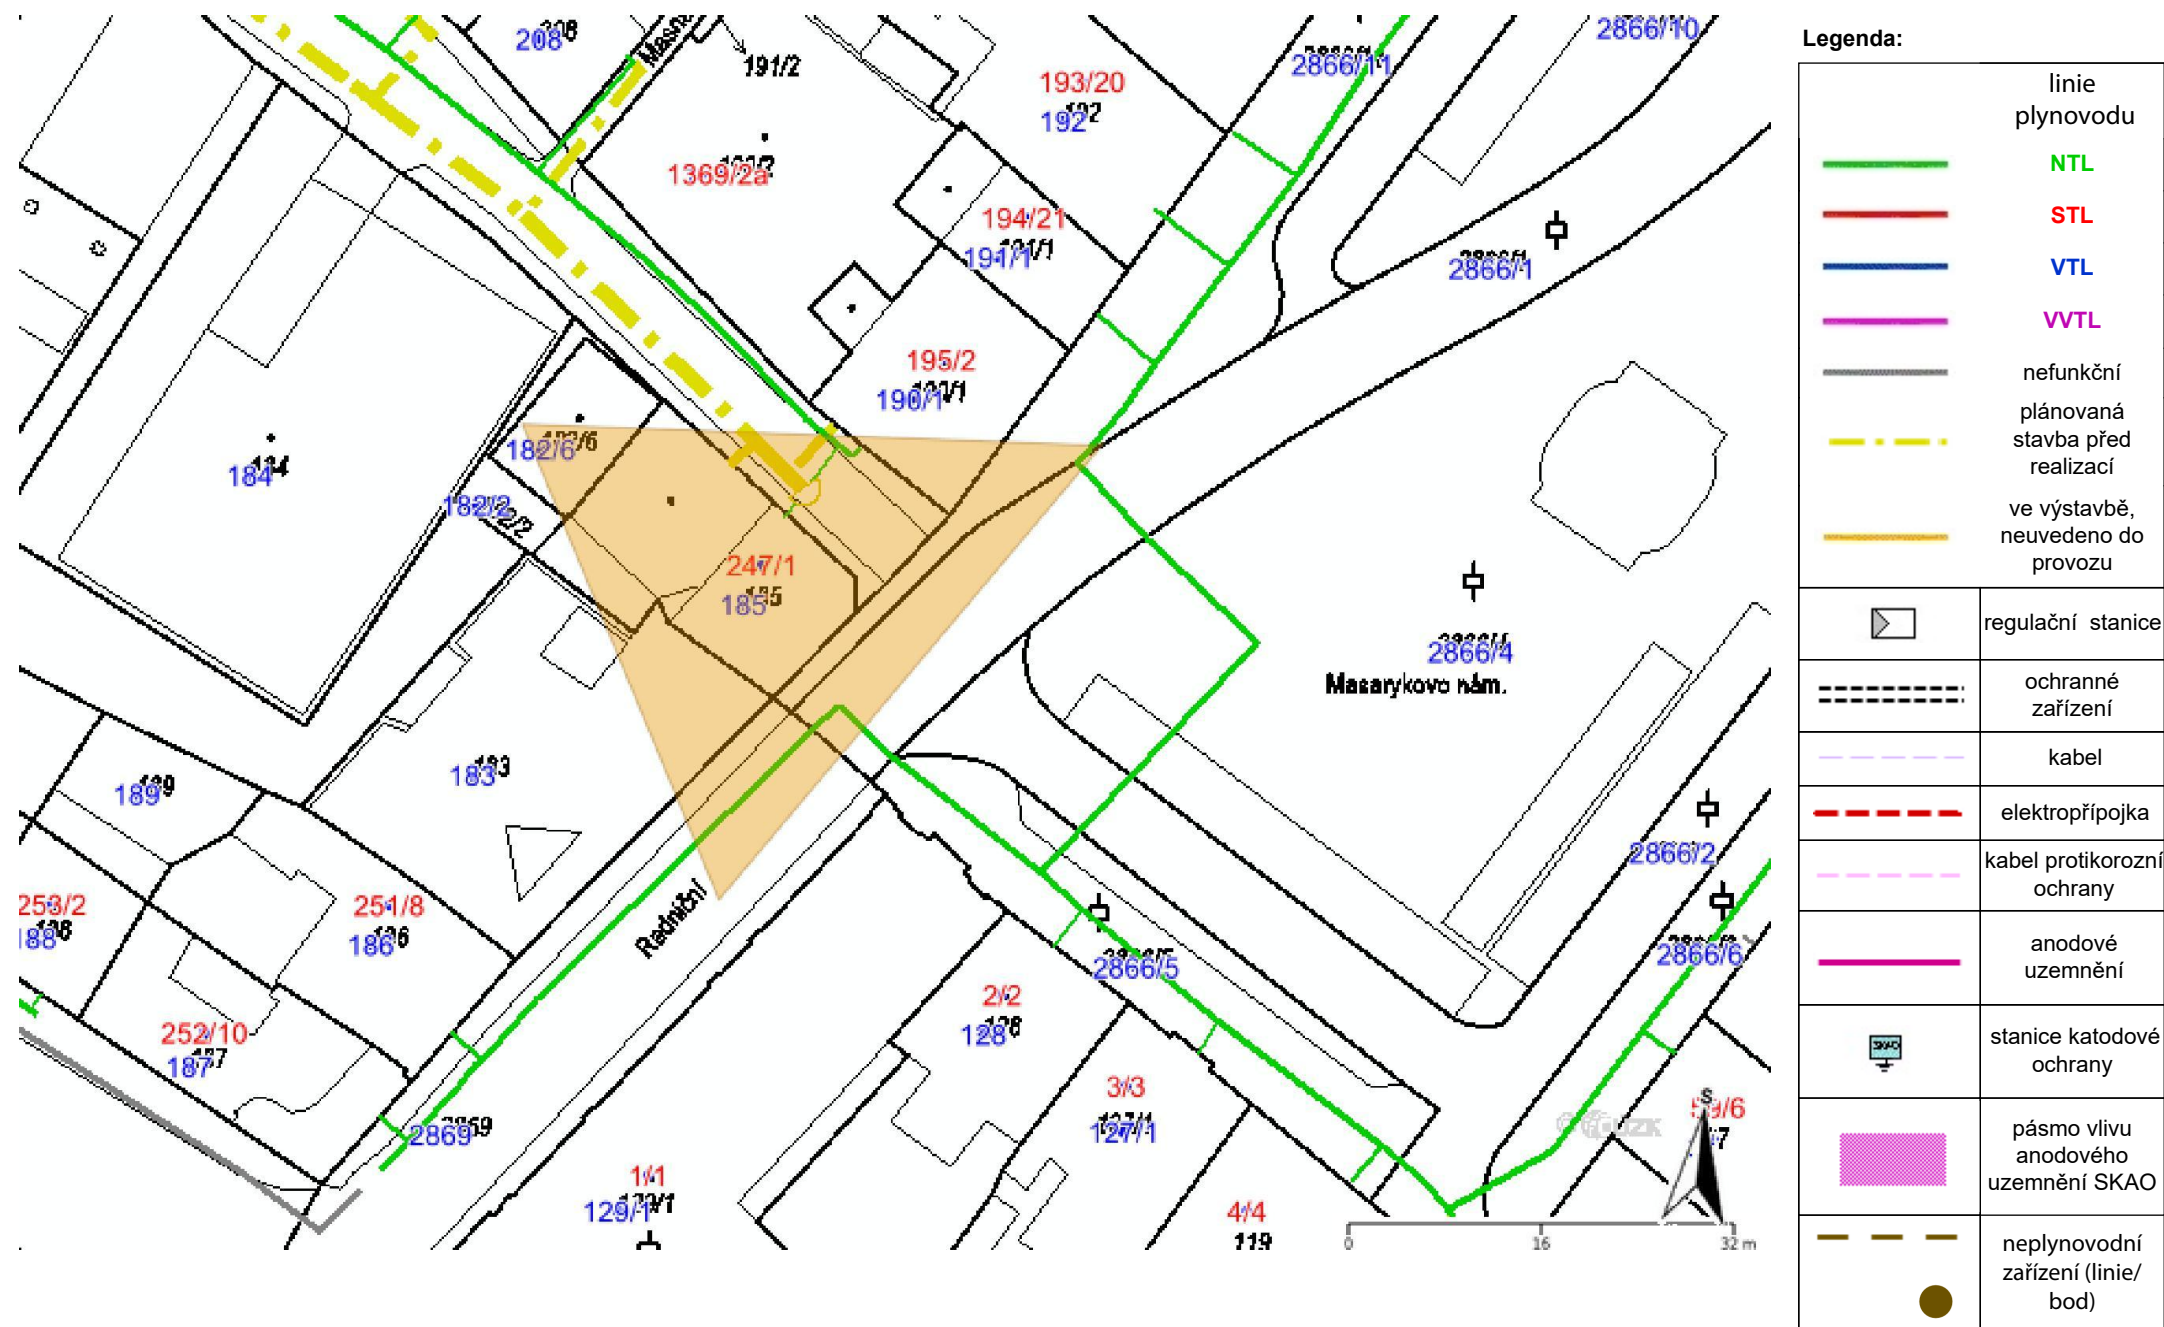 208
191/2
193/20
192
2866/11
2866/10
1369/2a
194/21
191/1
2866/1
195/2
190/1
182/6
184
182/2
247/1
185
2866/4
Masarykovo nám.
183
189
2866/2
253/2
188
251/8
186
Radniční
2866/5
2866/6
252/10
187
2/2
128
3/3
127/1
2869
1/1
129/1
4/4
119
S
0 16 32 m
Legenda:
linie
plynovodu
NTL
STL
VTL
VVTL
nefunkční
plánovaná
stavba před
realizací
ve výstavbě,
neuvedeno do
provozu
regulační stanice
ochranné
zařízení
kabel
elektropřípojka
kabel protikorozní
ochrany
anodové
uzemnění
SKAO
stanice katodové
ochrany
pásmo vlivu
anodového
uzemnění SKAO
neplynovodní
zařízení (linie/
bod)